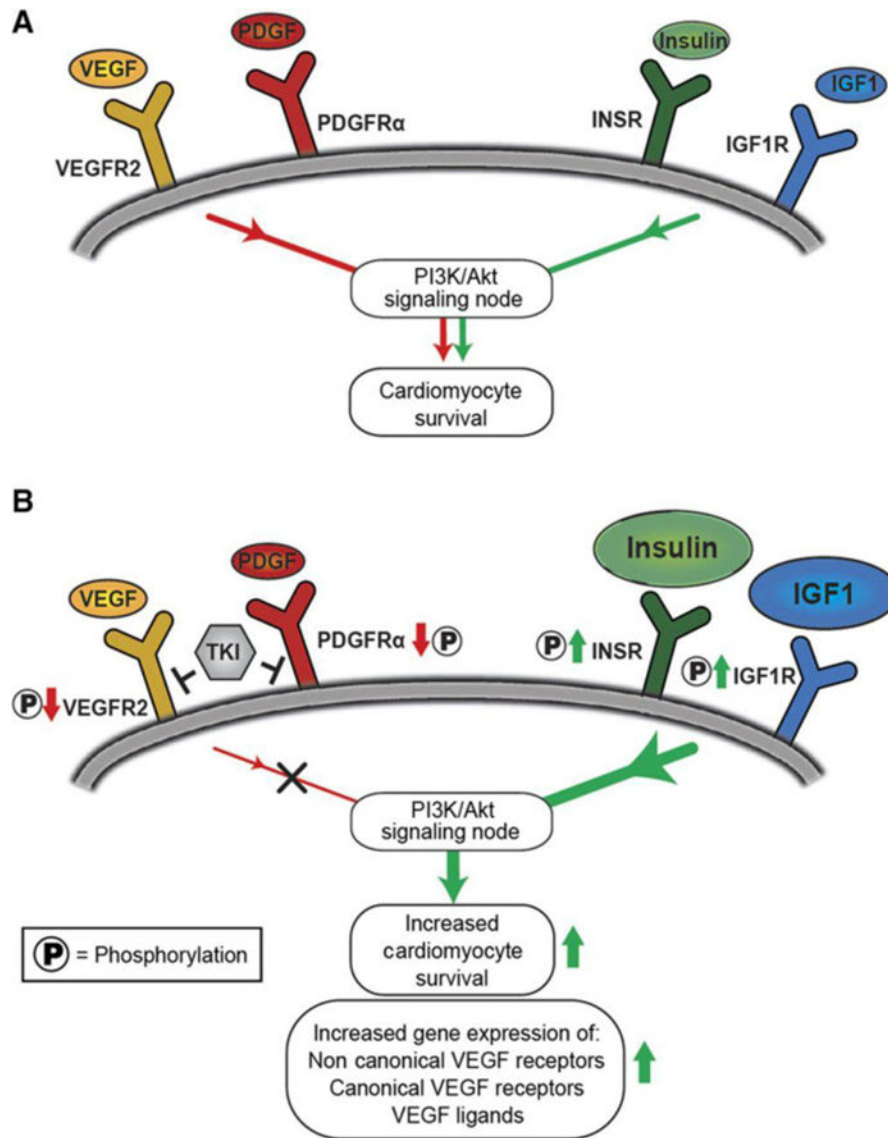 A
VEGF
PDGF
Insulin
IGF1
VEGFR2
PDGFRα
INSR
IGF1R
PI3K/Akt
signaling node
Cardiomyocyte
survival
B
VEGF
PDGF
Insulin
IGF1
TKI
P VEGFR2
PDGFRα P
P INSR
P IGF1R
PI3K/Akt
signaling node
Increased
cardiomyocyte
survival
P = Phosphorylation
Increased gene expression of:
Non canonical VEGF receptors
Canonical VEGF receptors
VEGF ligands